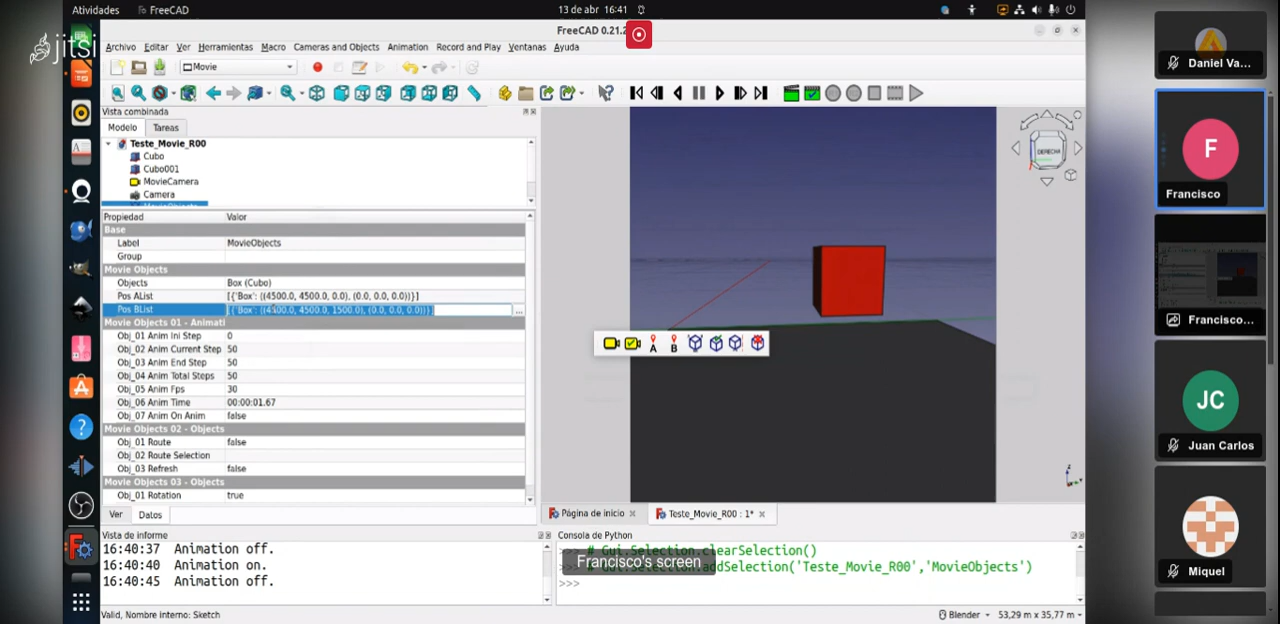 Atividades FreeCAD 13 de abr 16:41
jitsi
FreeCAD 0.21.2
Archivo Editar Ver Herramientas Macro Cameras and Objects Animation Record and Play Ventanas Ayuda
Movie
Vista combinada
Modelo Tareas
Teste_Movie_R00
Cubo
Cubo001
MovieCamera
Camera
MovieObjects
Propiedad Valor
Base
Label MovieObjects
Group
Movie Objects
Objects Box (Cubo)
Pos AList [{'Box': ((4500.0, 4500.0, 0.0), (0.0, 0.0, 0.0))}]
Pos BList [{'Box': ((4500.0, 4500.0, 1500.0), (0.0, 0.0, 0.0))}]
...
Movie Objects 01 - Animati
Obj_01 Anim Ini Step 0
Obj_02 Anim Current Step 50
Obj_03 Anim End Step 50
Obj_04 Anim Total Steps 50
Obj_05 Anim Fps 30
Obj_06 Anim Time 00:00:01.67
Obj_07 Anim On Anim false
Movie Objects 02 - Objects
Obj_01 Route false
Obj_02 Route Selection
Obj_03 Refresh false
Movie Objects 03 - Objects
Obj_01 Rotation true
Ver Datos
DERECHA
A B
Página de inicio Teste_Movie_R00 : 1*
Vista de informe
16:40:37 Animation off.
16:40:40 Animation on.
16:40:45 Animation off.
Consola de Python
>>> # Gui.Selection.clearSelection()
>>> # Gui.Selection.addSelection('Teste_Movie_R00','MovieObjects')
>>>
Francisco's screen
Valid, Nombre interno: Sketch
Blender 53,29 m x 35,77 m
Daniel Va...
F
Francisco
Francisco...
JC
Juan Carlos
Miquel